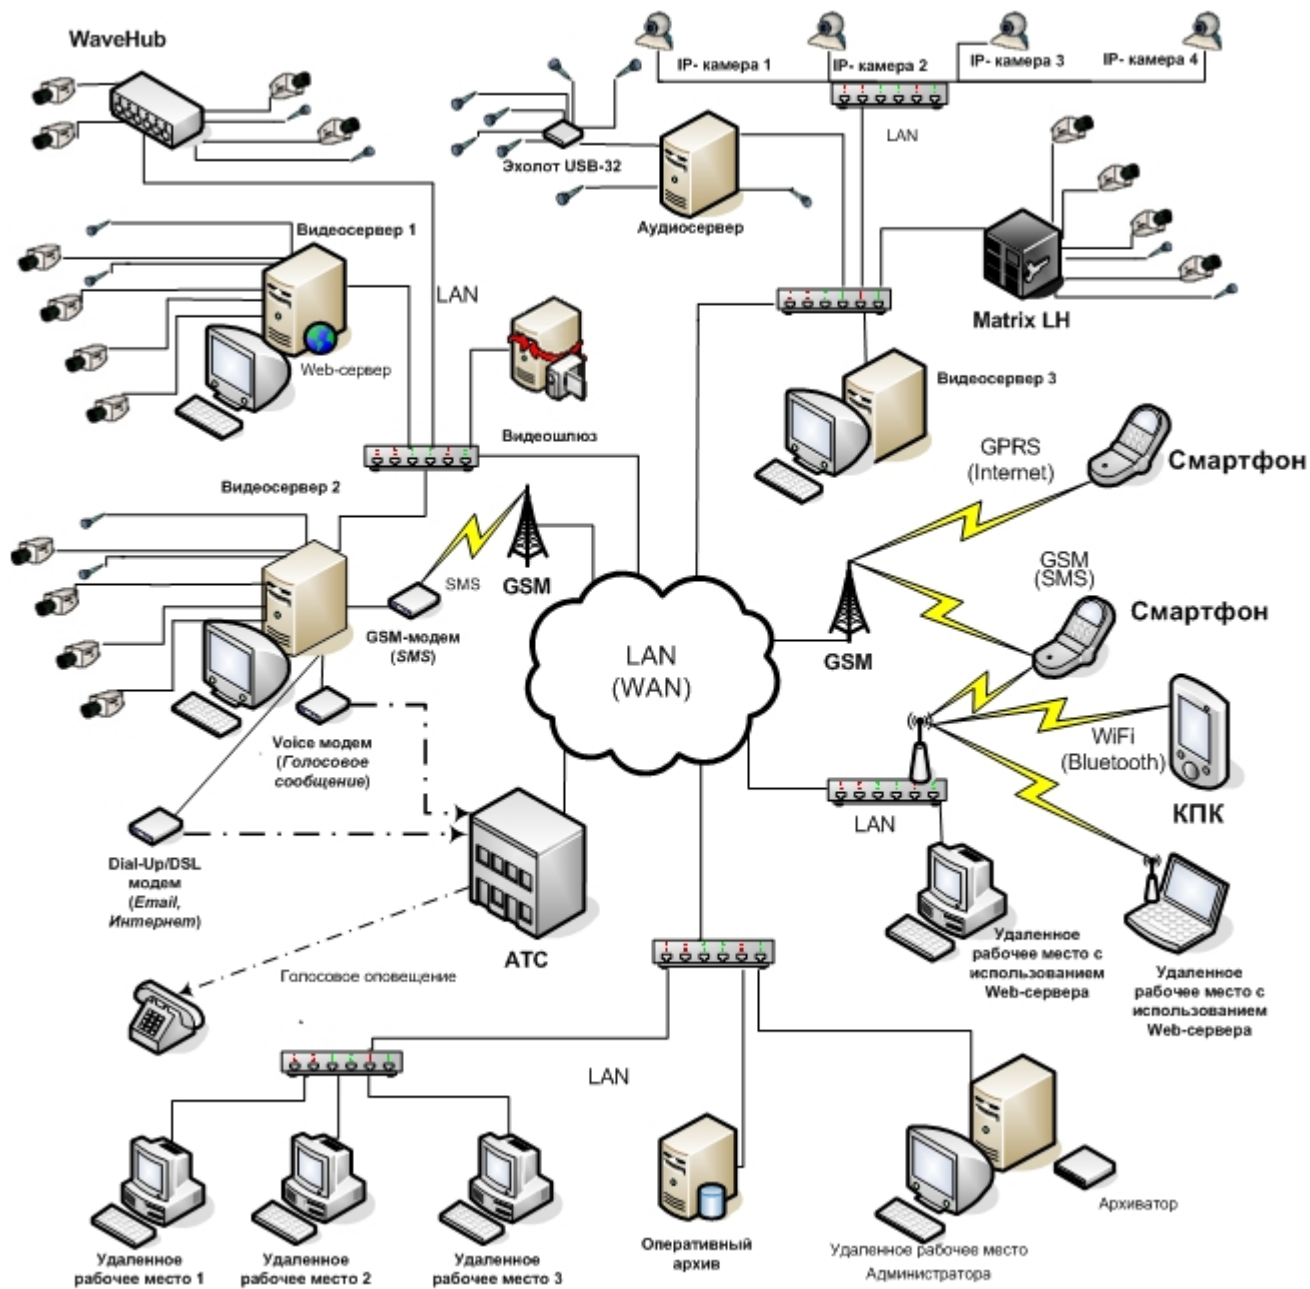 WaveHub
IP- камера 1
IP- камера 2
IP- камера 3
IP- камера 4
LAN
Эхолот USB-32
Аудиосервер
Видеосервер 1
LAN
Web-сервер
Matrix LH
Видеосервер 3
Видеошлюз
Видеосервер 2
GPRS
(Internet)
Смартфон
SMS
GSM
GSM
(SMS)
Смартфон
GSM-модем
(SMS)
LAN
(WAN)
GSM
Voice модем
(Голосовое
сообщение)
WiFi
(Bluetooth)
КПК
LAN
Dial-Up/DSL
модем
(Email,
Интернет)
АТС
Голосовое оповещение
Удаленное
рабочее место с
использованием
Web-сервера
Удаленное
рабочее место с
использованием
Web-сервера
LAN
Архиватор
Удаленное
рабочее место 1
Удаленное
рабочее место 2
Удаленное
рабочее место 3
Оперативный
архив
Удаленное рабочее место
Администратора